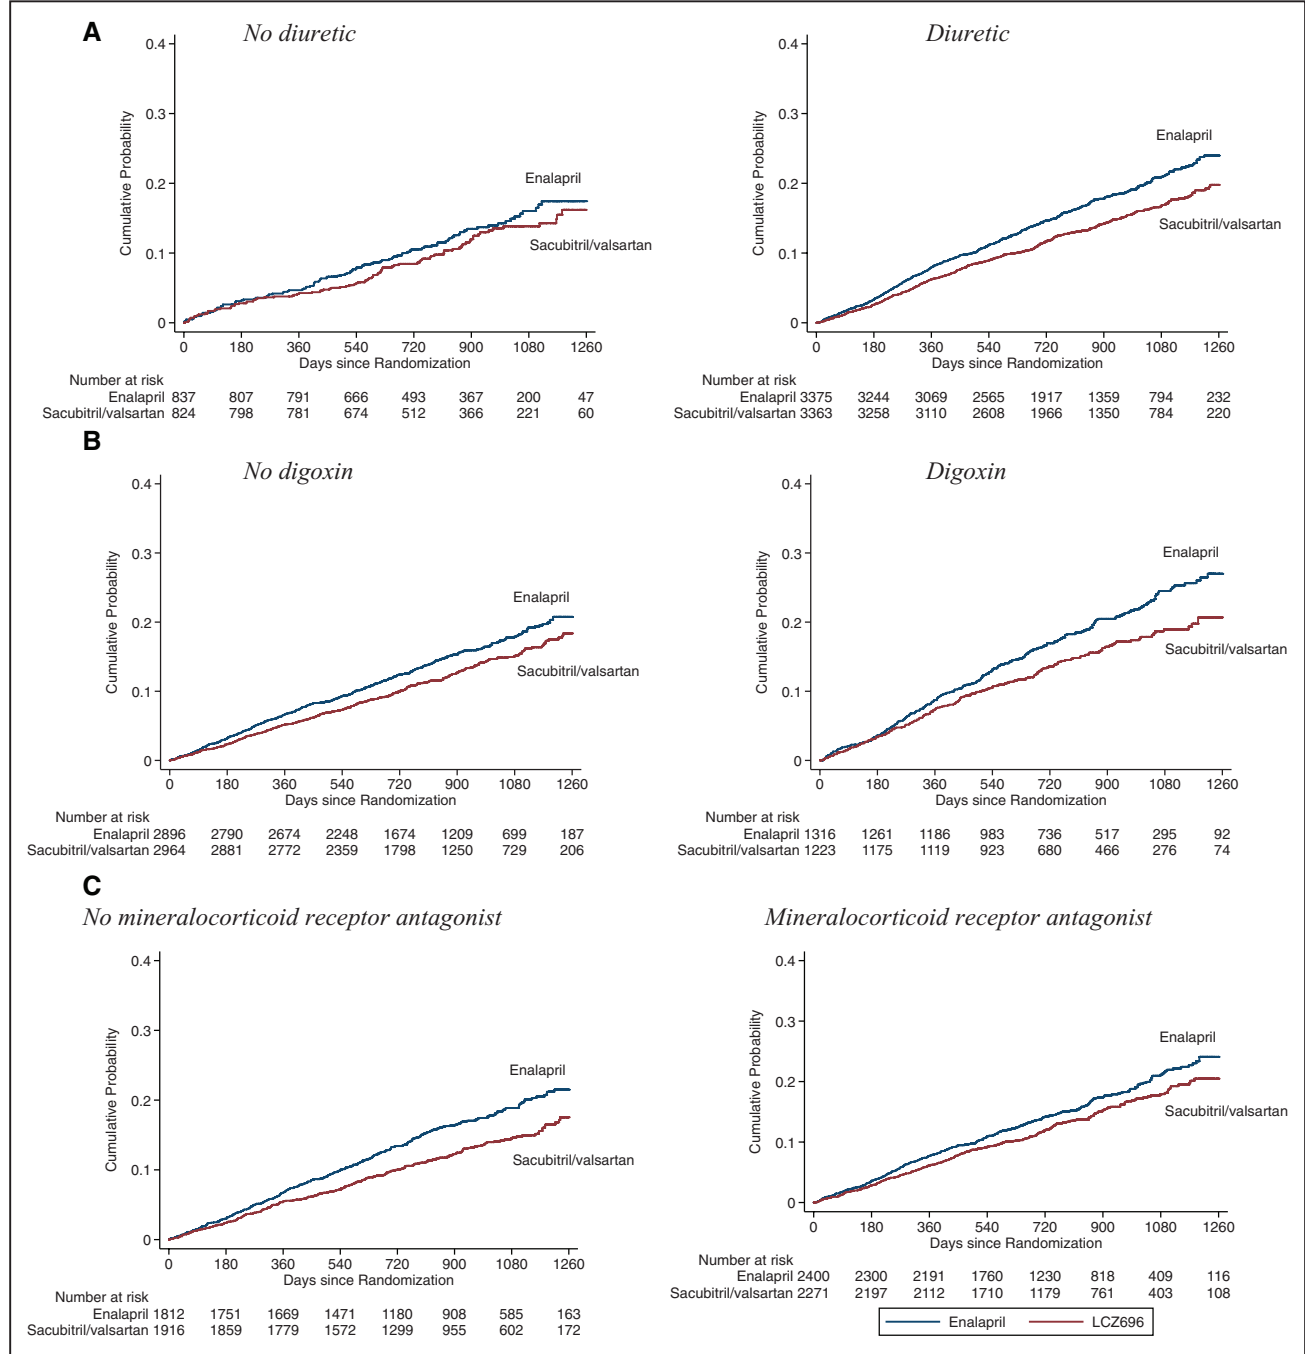 A
No diuretic
0.4
0.3
0.2
0.1
0
Cumulative Probability
Enalapril
Sacubitril/valsartan
0 180 360 540 720 900 1080 1260
Days since Randomization
Number at risk
Enalapril 837 807 791 666 493 367 200 47
Sacubitril/valsartan 824 798 781 674 512 366 221 60
Diuretic
0.4
0.3
0.2
0.1
0
Cumulative Probability
Enalapril
Sacubitril/valsartan
0 180 360 540 720 900 1080 1260
Days since Randomization
Number at risk
Enalapril 3375 3244 3069 2565 1917 1359 794 232
Sacubitril/valsartan 3363 3258 3110 2608 1966 1350 784 220
B
No digoxin
0.4
0.3
0.2
0.1
0
Cumulative Probability
Enalapril
Sacubitril/valsartan
0 180 360 540 720 900 1080 1260
Days since Randomization
Number at risk
Enalapril 2896 2790 2674 2248 1674 1209 699 187
Sacubitril/valsartan 2964 2881 2772 2359 1798 1250 729 206
Digoxin
0.4
0.3
0.2
0.1
0
Cumulative Probability
Enalapril
Sacubitril/valsartan
0 180 360 540 720 900 1080 1260
Days since Randomization
Number at risk
Enalapril 1316 1261 1186 983 736 517 295 92
Sacubitril/valsartan 1223 1175 1119 923 680 466 276 74
C
No mineralocorticoid receptor antagonist
0.4
0.3
0.2
0.1
0
Cumulative Probability
Enalapril
Sacubitril/valsartan
0 180 360 540 720 900 1080 1260
Days since Randomization
Number at risk
Enalapril 1812 1751 1669 1471 1180 908 585 163
Sacubitril/valsartan 1916 1859 1779 1572 1299 955 602 172
Mineralocorticoid receptor antagonist
0.4
0.3
0.2
0.1
0
Cumulative Probability
Enalapril
Sacubitril/valsartan
0 180 360 540 720 900 1080 1260
Days since Randomization
Number at risk
Enalapril 2400 2300 2191 1760 1230 818 409 116
Sacubitril/valsartan 2271 2197 2112 1710 1179 761 403 108
Enalapril LCZ696